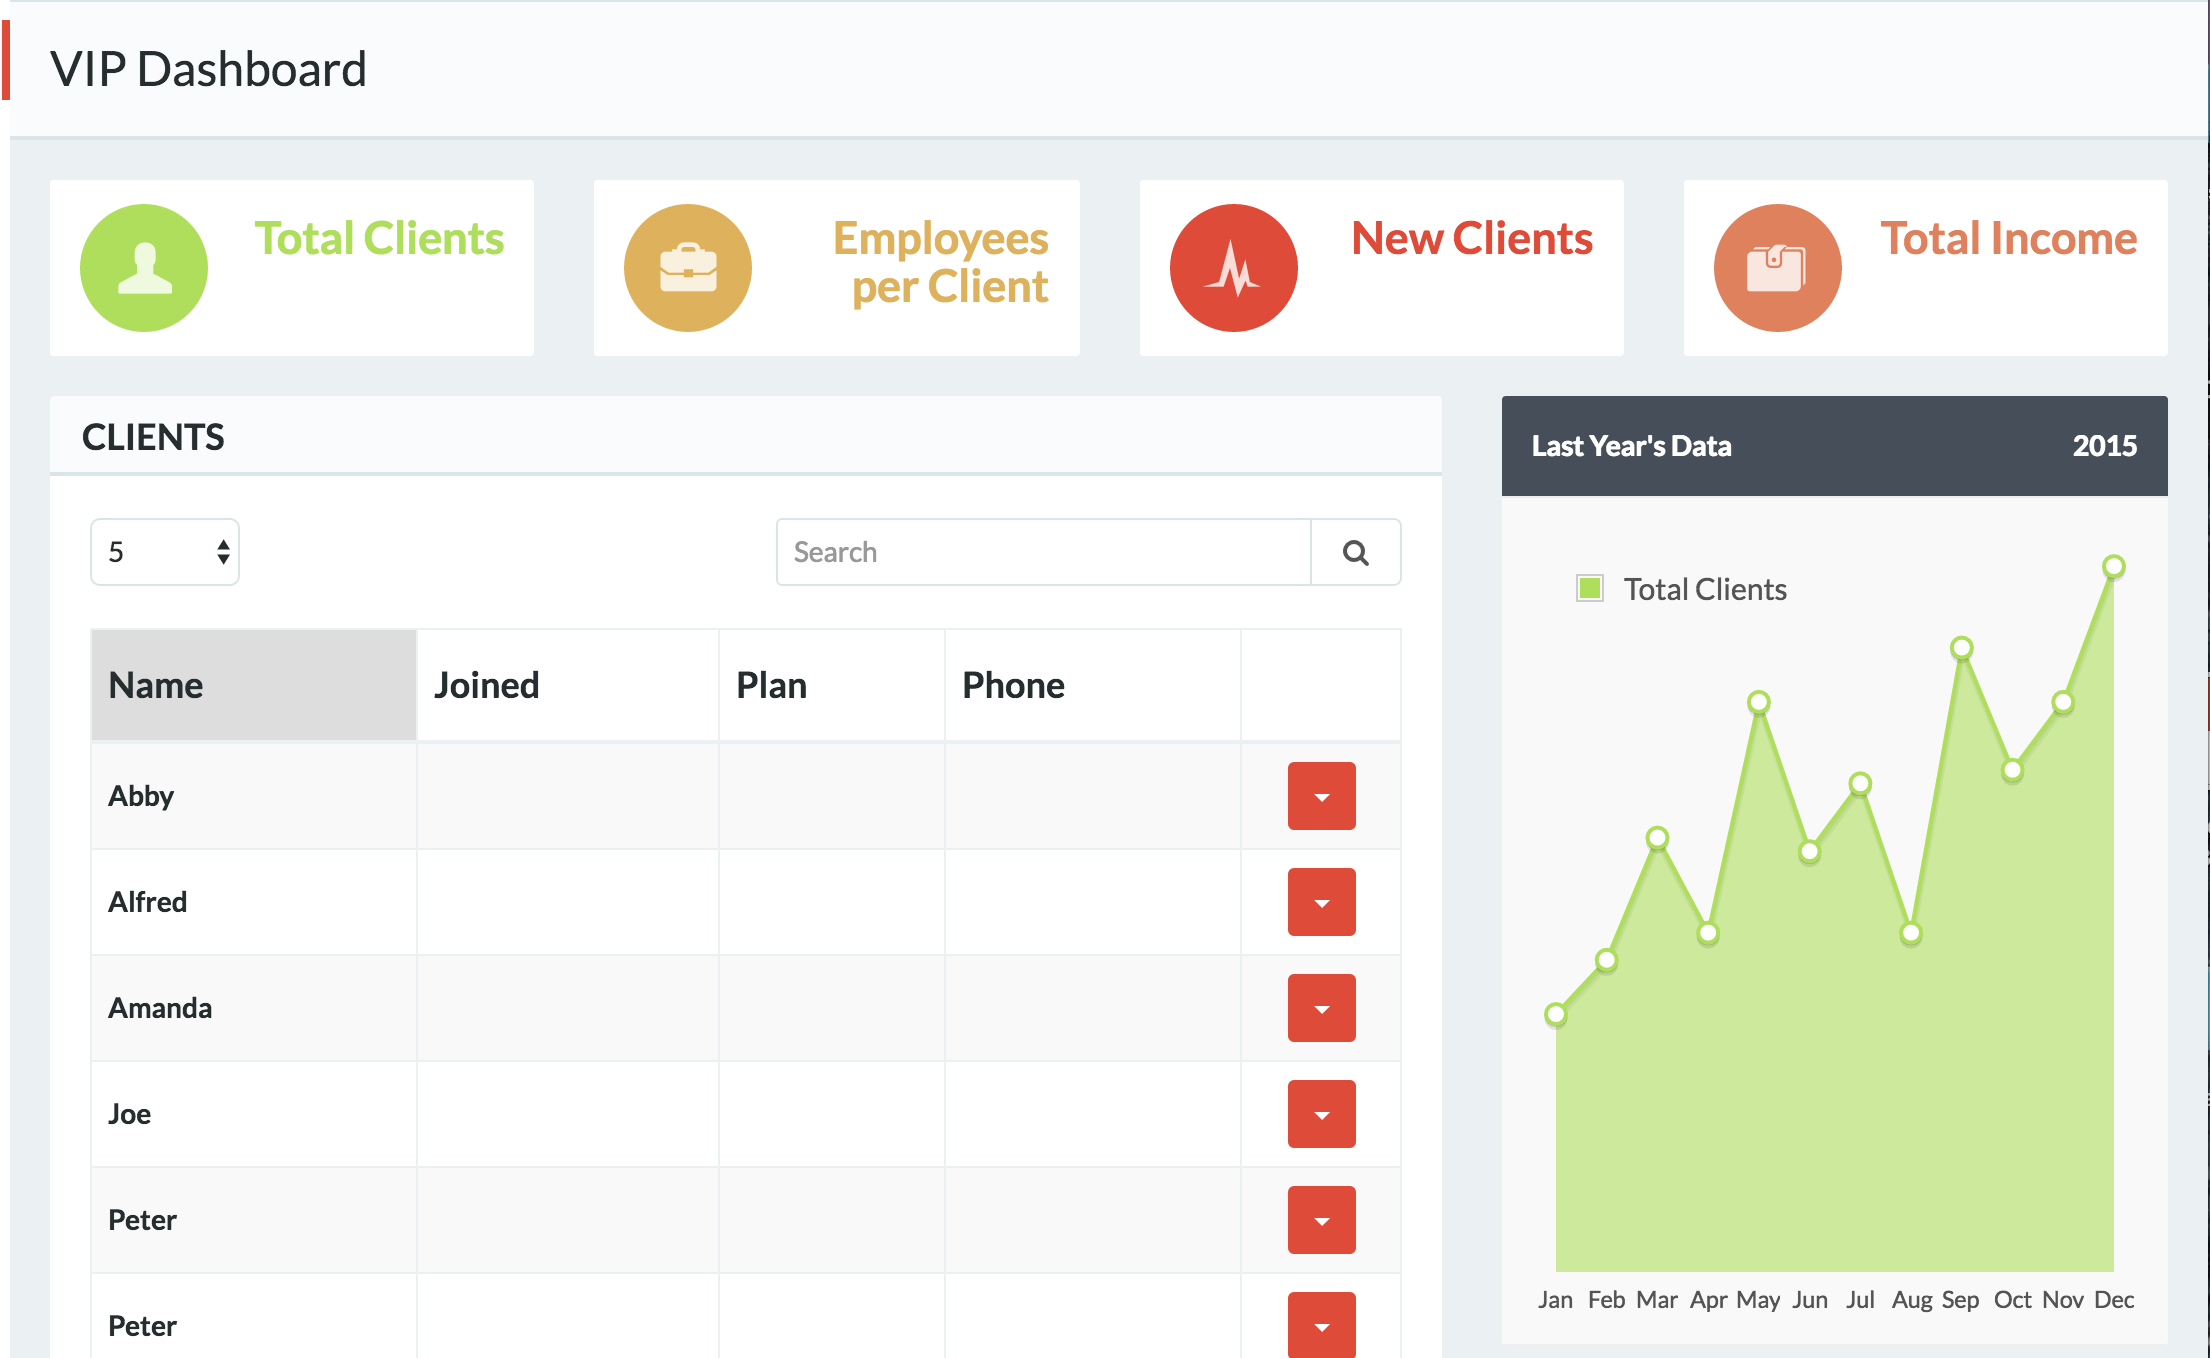 VIP Dashboard
Total Clients
Employees
per Client
New Clients
Total Income
CLIENTS
5
Search
Name Joined Plan Phone
Abby
Alfred
Amanda
Joe
Peter
Peter
Last Year's Data 2015
Total Clients
Jan Feb Mar Apr May Jun Jul Aug Sep Oct Nov Dec